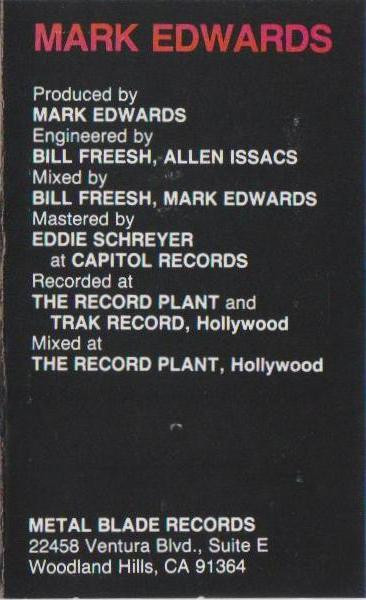 MARK EDWARDS
Produced by
MARK EDWARDS
Engineered by
BILL FREESH, ALLEN ISSACS
Mixed by
BILL FREESH, MARK EDWARDS
Mastered by
EDDIE SCHREYER
at CAPITOL RECORDS
Recorded at
THE RECORD PLANT and
TRAK RECORD, Hollywood
Mixed at
THE RECORD PLANT, Hollywood
METAL BLADE RECORDS
22458 Ventura Blvd., Suite E
Woodland Hills, CA 91364